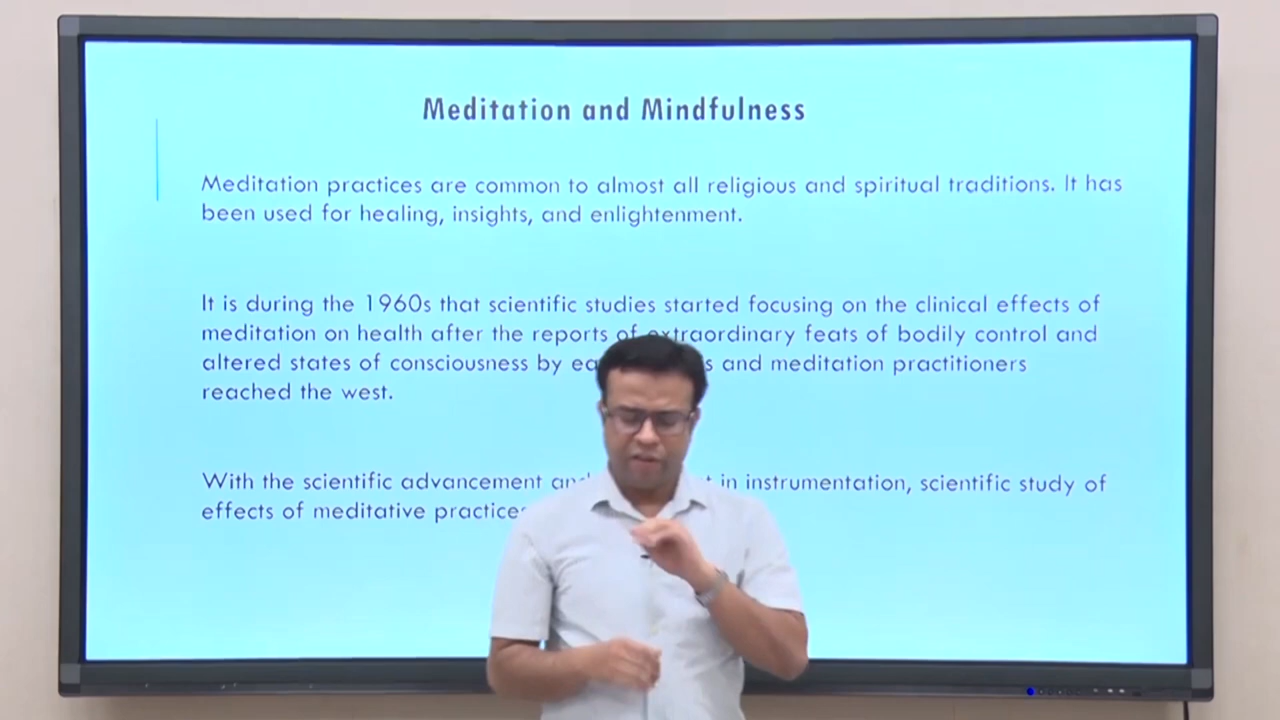 Meditation and Mindfulness
Meditation practices are common to almost all religious and spiritual traditions. It has
been used for healing, insights, and enlightenment.
It is during the 1960s that scientific studies started focusing on the clinical effects of
meditation on health after the reports of extraordinary feats of bodily control and
altered states of consciousness by and meditation practitioners
reached the west.
With the scientific advancement in instrumentation, scientific study of
effects of meditative practices